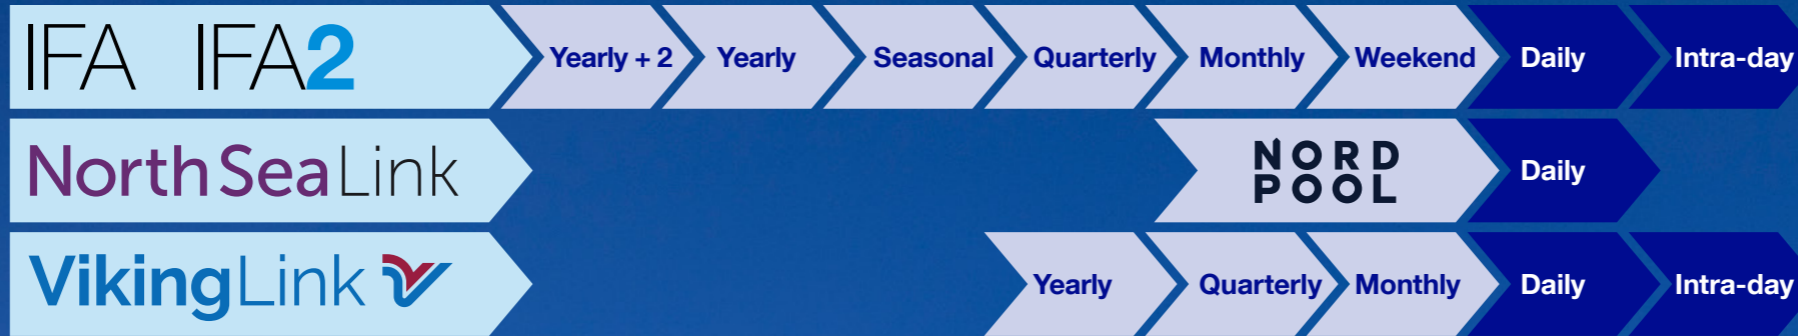 IFA IFA2 Yearly + 2 Yearly Seasonal Quarterly Monthly Weekend Daily Intra-day
NorthSeaLink NORD POOL Daily
VikingLink Yearly Quarterly Monthly Daily Intra-day